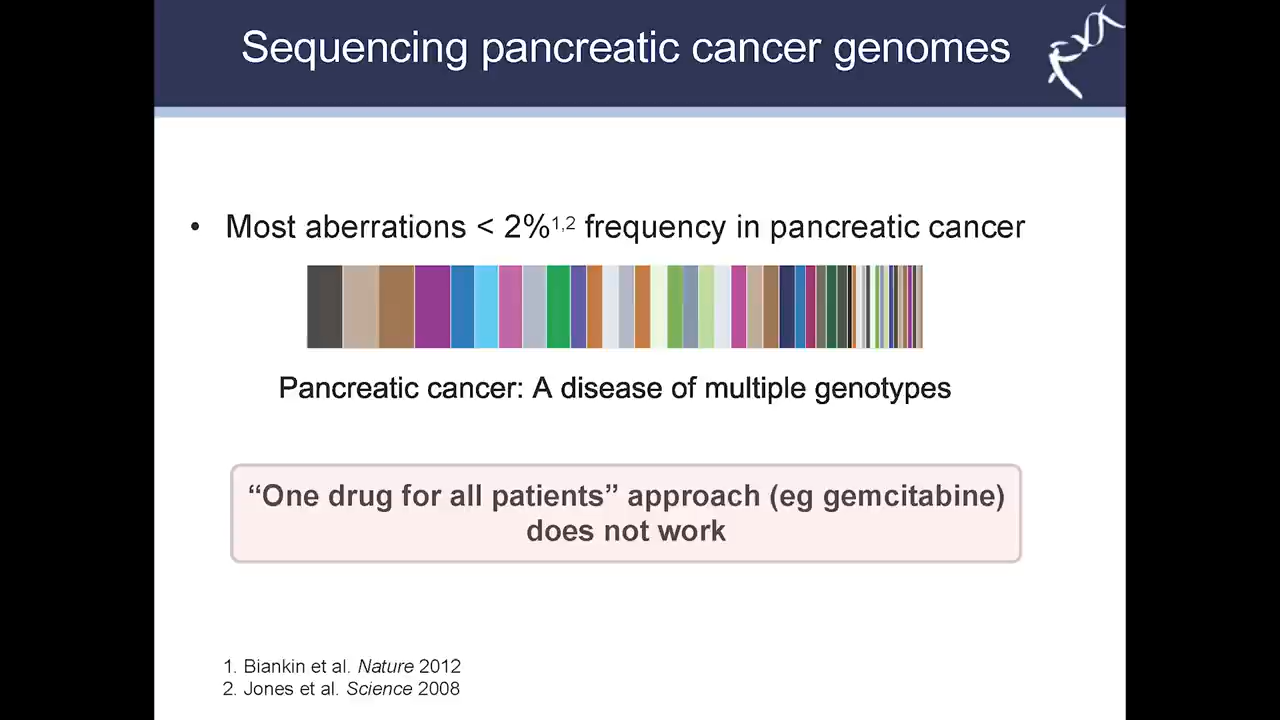 Sequencing pancreatic cancer genomes
• Most aberrations < 2%1,2 frequency in pancreatic cancer
Pancreatic cancer: A disease of multiple genotypes
“One drug for all patients” approach (eg gemcitabine)
does not work
1. Biankin et al. Nature 2012
2. Jones et al. Science 2008